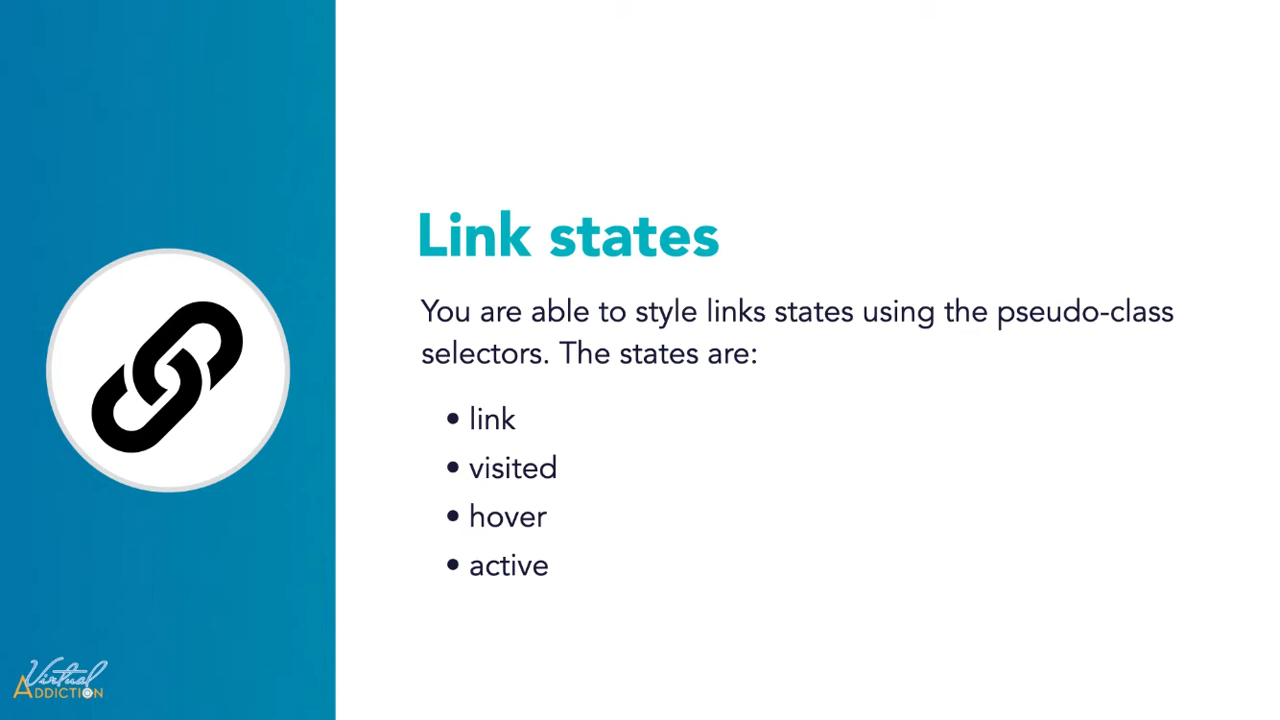 Link states
You are able to style links states using the pseudo-class
selectors. The states are:
• link
• visited
• hover
• active
Virtual
ADDICTION